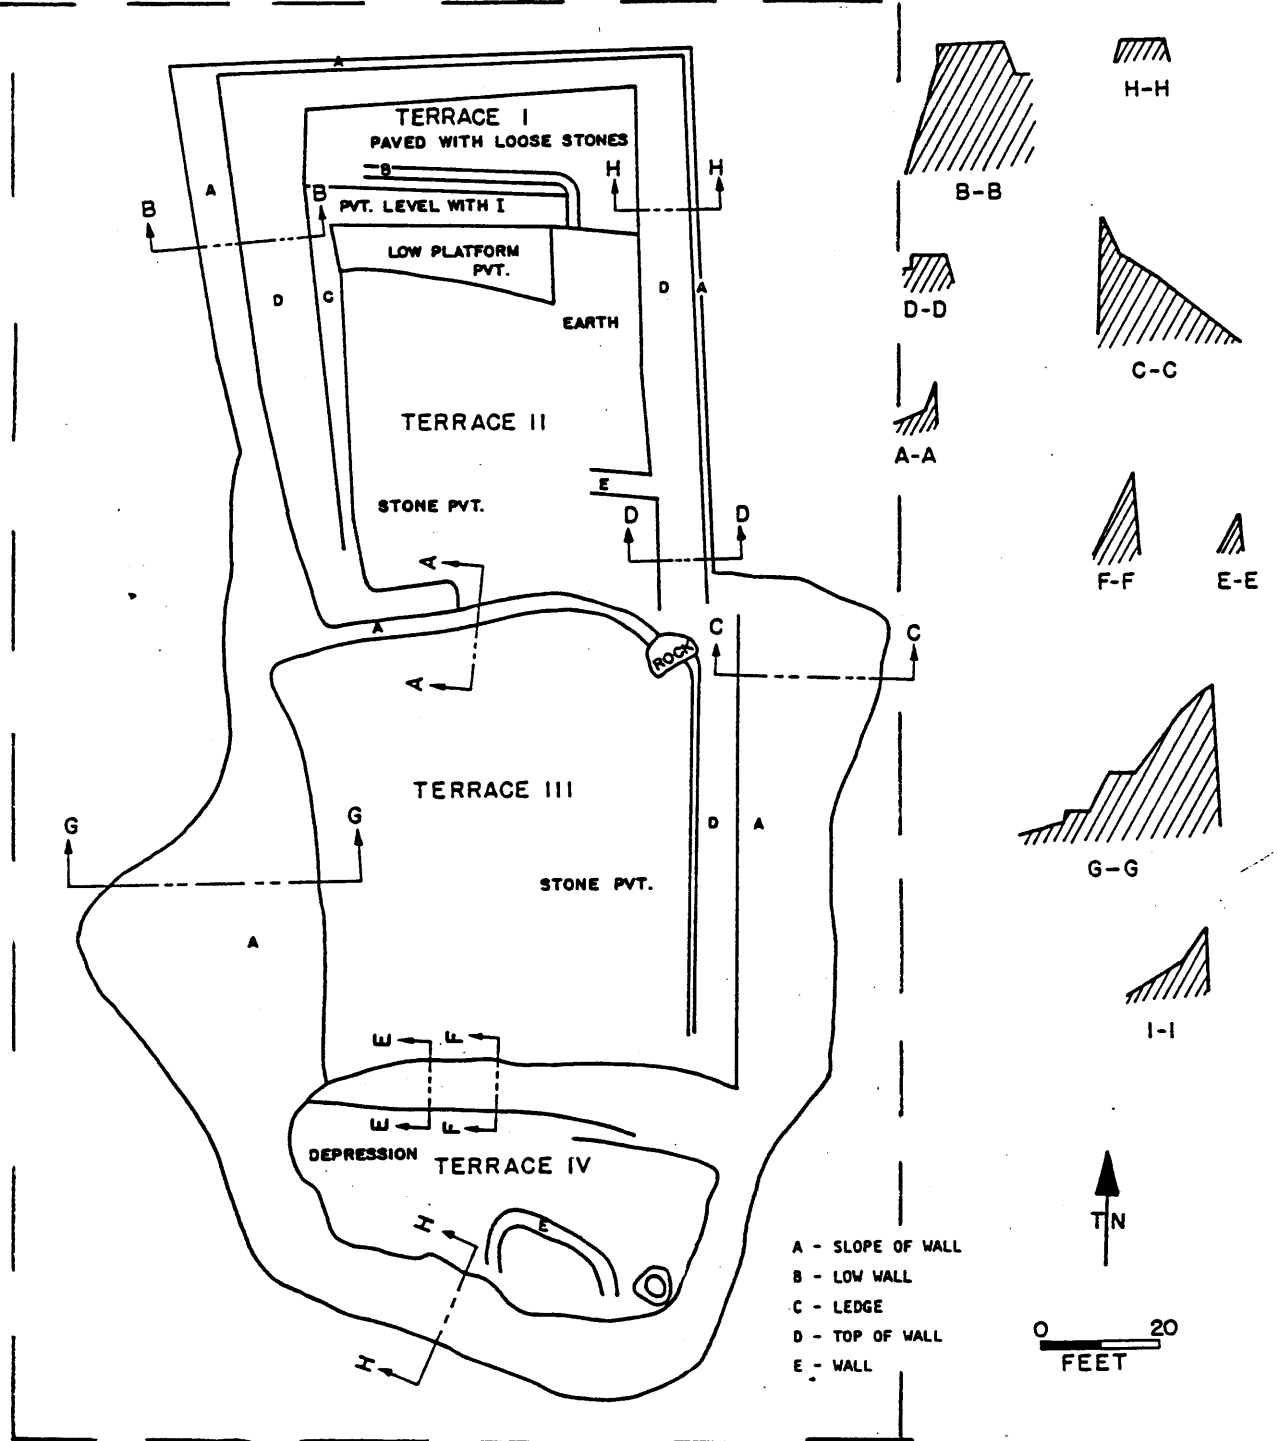 A
TERRACE I
PAVED WITH LOOSE STONES
B
H H
A
B B
PVT. LEVEL WITH I
LOW PLATFORM
PVT.
D C
D A
EARTH
TERRACE II
E
STONE PVT.
D D
A
A
C C
ROCK
A
TERRACE III
G G
D A
STONE PVT.
A
E F
E F
DEPRESSION
TERRACE IV
H
E
H
B-B
H-H
D-D
C-C
A-A
F-F
E-E
G-G
I-I
TN
A - SLOPE OF WALL
B - LOW WALL
C - LEDGE
D - TOP OF WALL
E - WALL
0 20
FEET